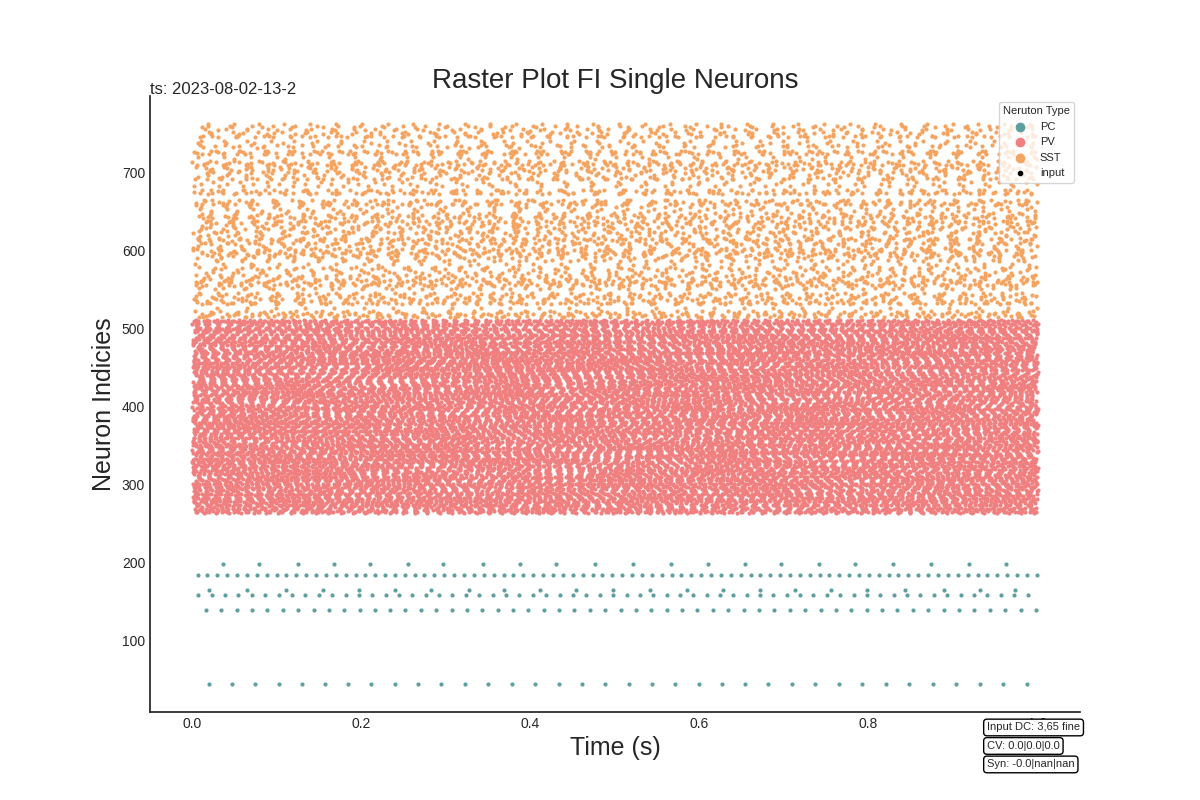 Raster Plot FI Single Neurons
ts: 2023-08-02-13-2
Neruton Type
PC
PV
SST
input
700
600
500
400
300
200
100
Neuron Indicies
0.0 0.2 0.4 0.6 0.8
Time (s)
Input DC: 3,65 fine
CV: 0.0|0.0|0.0
Syn: -0.0|nan|nan